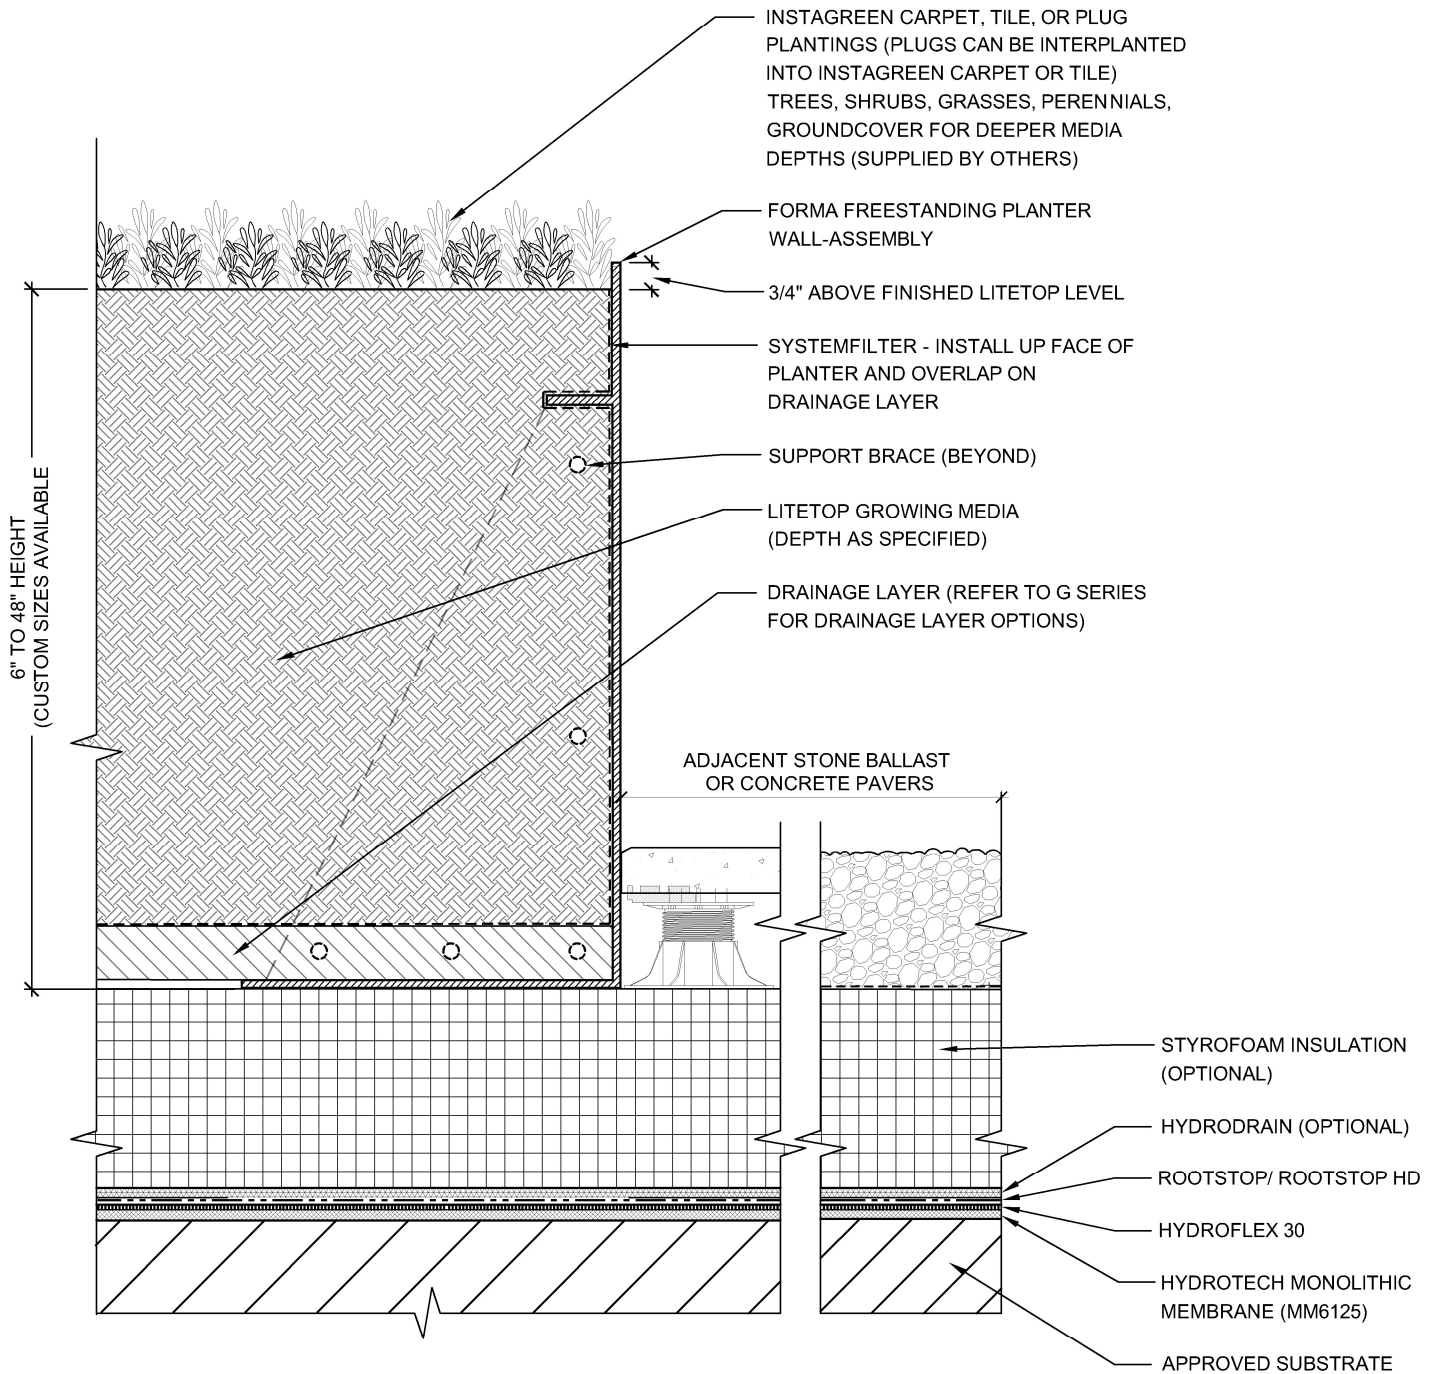 INSTAGREEN CARPET, TILE, OR PLUG
PLANTINGS (PLUGS CAN BE INTERPLANTED
INTO INSTAGREEN CARPET OR TILE)
TREES, SHRUBS, GRASSES, PERENNIALS,
GROUNDCOVER FOR DEEPER MEDIA
DEPTHS (SUPPLIED BY OTHERS)
FORMA FREESTANDING PLANTER
WALL-ASSEMBLY
3/4" ABOVE FINISHED LITETOP LEVEL
SYSTEMFILTER - INSTALL UP FACE OF
PLANTER AND OVERLAP ON
DRAINAGE LAYER
SUPPORT BRACE (BEYOND)
LITETOP GROWING MEDIA
(DEPTH AS SPECIFIED)
DRAINAGE LAYER (REFER TO G SERIES
FOR DRAINAGE LAYER OPTIONS)
6" TO 48" HEIGHT
(CUSTOM SIZES AVAILABLE
ADJACENT STONE BALLAST
OR CONCRETE PAVERS
STYROFOAM INSULATION
(OPTIONAL)
HYDRODRAIN (OPTIONAL)
ROOTSTOP/ ROOTSTOP HD
HYDROFLEX 30
HYDROTECH MONOLITHIC
MEMBRANE (MM6125)
APPROVED SUBSTRATE